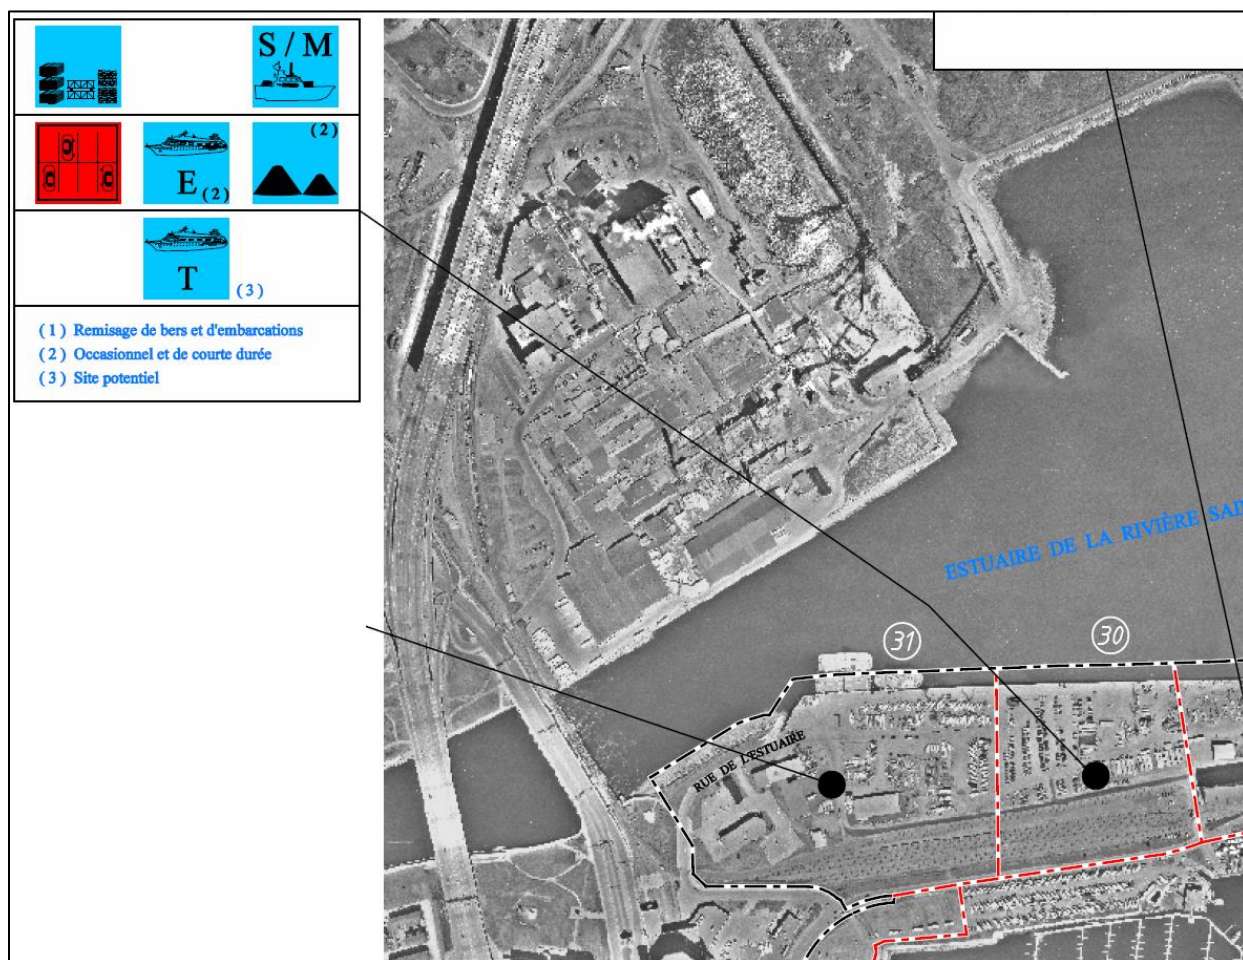 S / M
(2)
E (2)
T (3)
(1) Remisage de bers et d'embarcations
(2) Occasionnel et de courte durée
(3) Site potentiel
ESTUAIRE DE LA RIVIÈRE
31
30
RUE DE L'ESTUAIRE